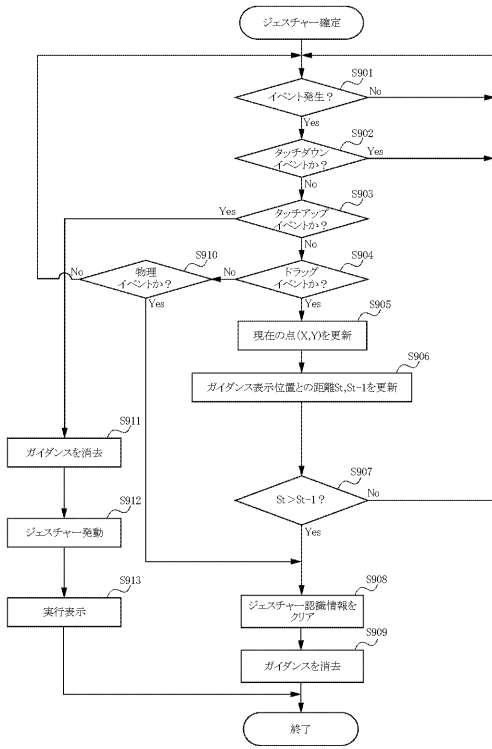 ジェスチャー確定
S901
イベント発生？
No
Yes
S902
タッチダウン
イベントか？
Yes
No
S903
タッチアップ
イベントか？
Yes
No
S904
ドラッグ
イベントか？
No
Yes
S910
物理
イベントか？
No
Yes
S905
現在の点(X,Y)を更新
S906
ガイダンス表示位置との距離St,St-1を更新
S907
St＞St-1？
No
Yes
S911
ガイダンスを消去
S912
ジェスチャー発動
S913
実行表示
S908
ジェスチャー認識情報を
クリア
S909
ガイダンスを消去
終了